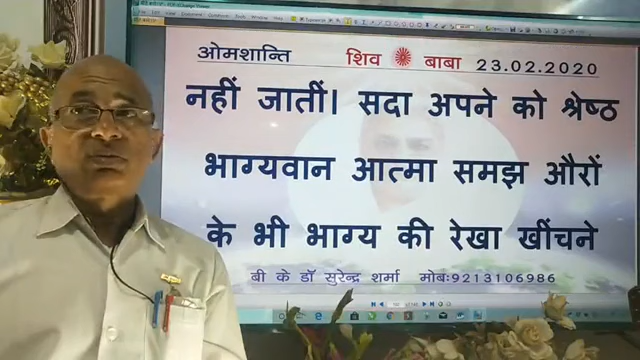 ओमशान्ति शिव बाबा 23.02.2020
नहीं जातीं। सदा अपने को श्रेष्ठ
भाग्यवान आत्मा समझ औरों
के भी भाग्य की रेखा खींचने
बी के डॉ सुरेन्द्र शर्मा मोबः9213106986